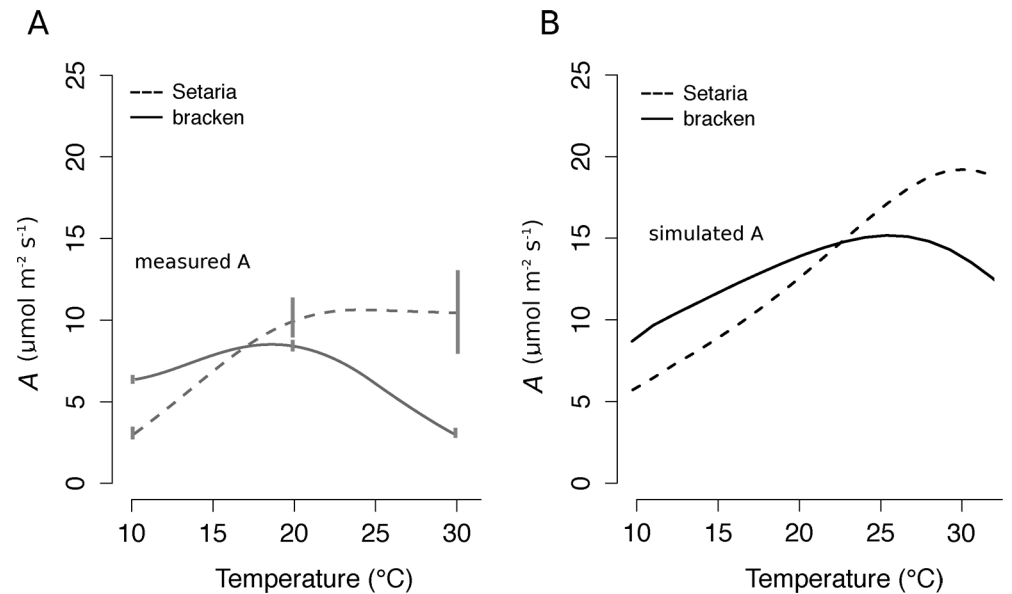 A
25
20
15
10
5
0
A (μmol m⁻² s⁻¹)
Setaria
bracken
measured A
10 15 20 25 30
Temperature (°C)
B
25
20
15
10
5
0
A (μmol m⁻² s⁻¹)
Setaria
bracken
simulated A
10 15 20 25 30
Temperature (°C)